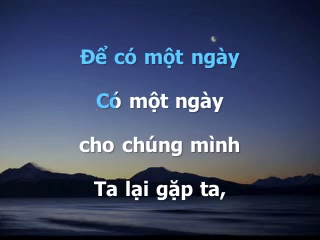 Để có một ngày
Có một ngày
cho chúng mình
Ta lại gặp ta,